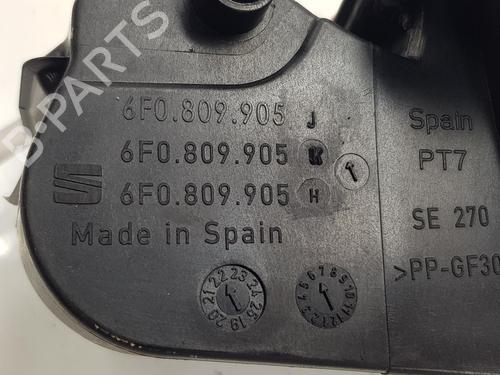 6F0.809.905 J
6F0.809.905 K
6F0.809.905 H
Made in Spain
Spain
PT7
SE 270
>PP-GF30
B-PARTS